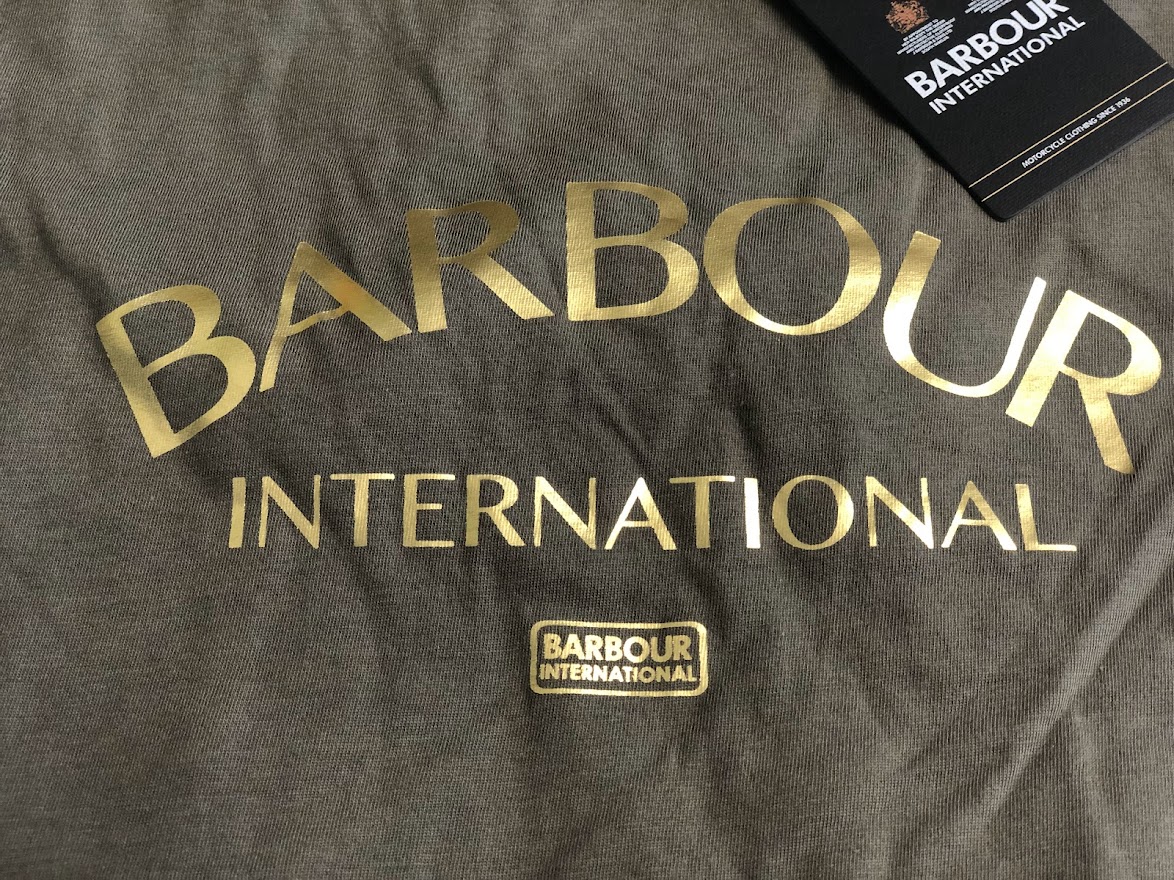 BARBOUR
INTERNATIONAL
MOTORCYCLE CLOTHING SINCE 1936
BARBOUR
INTERNATIONAL
BARBOUR
INTERNATIONAL